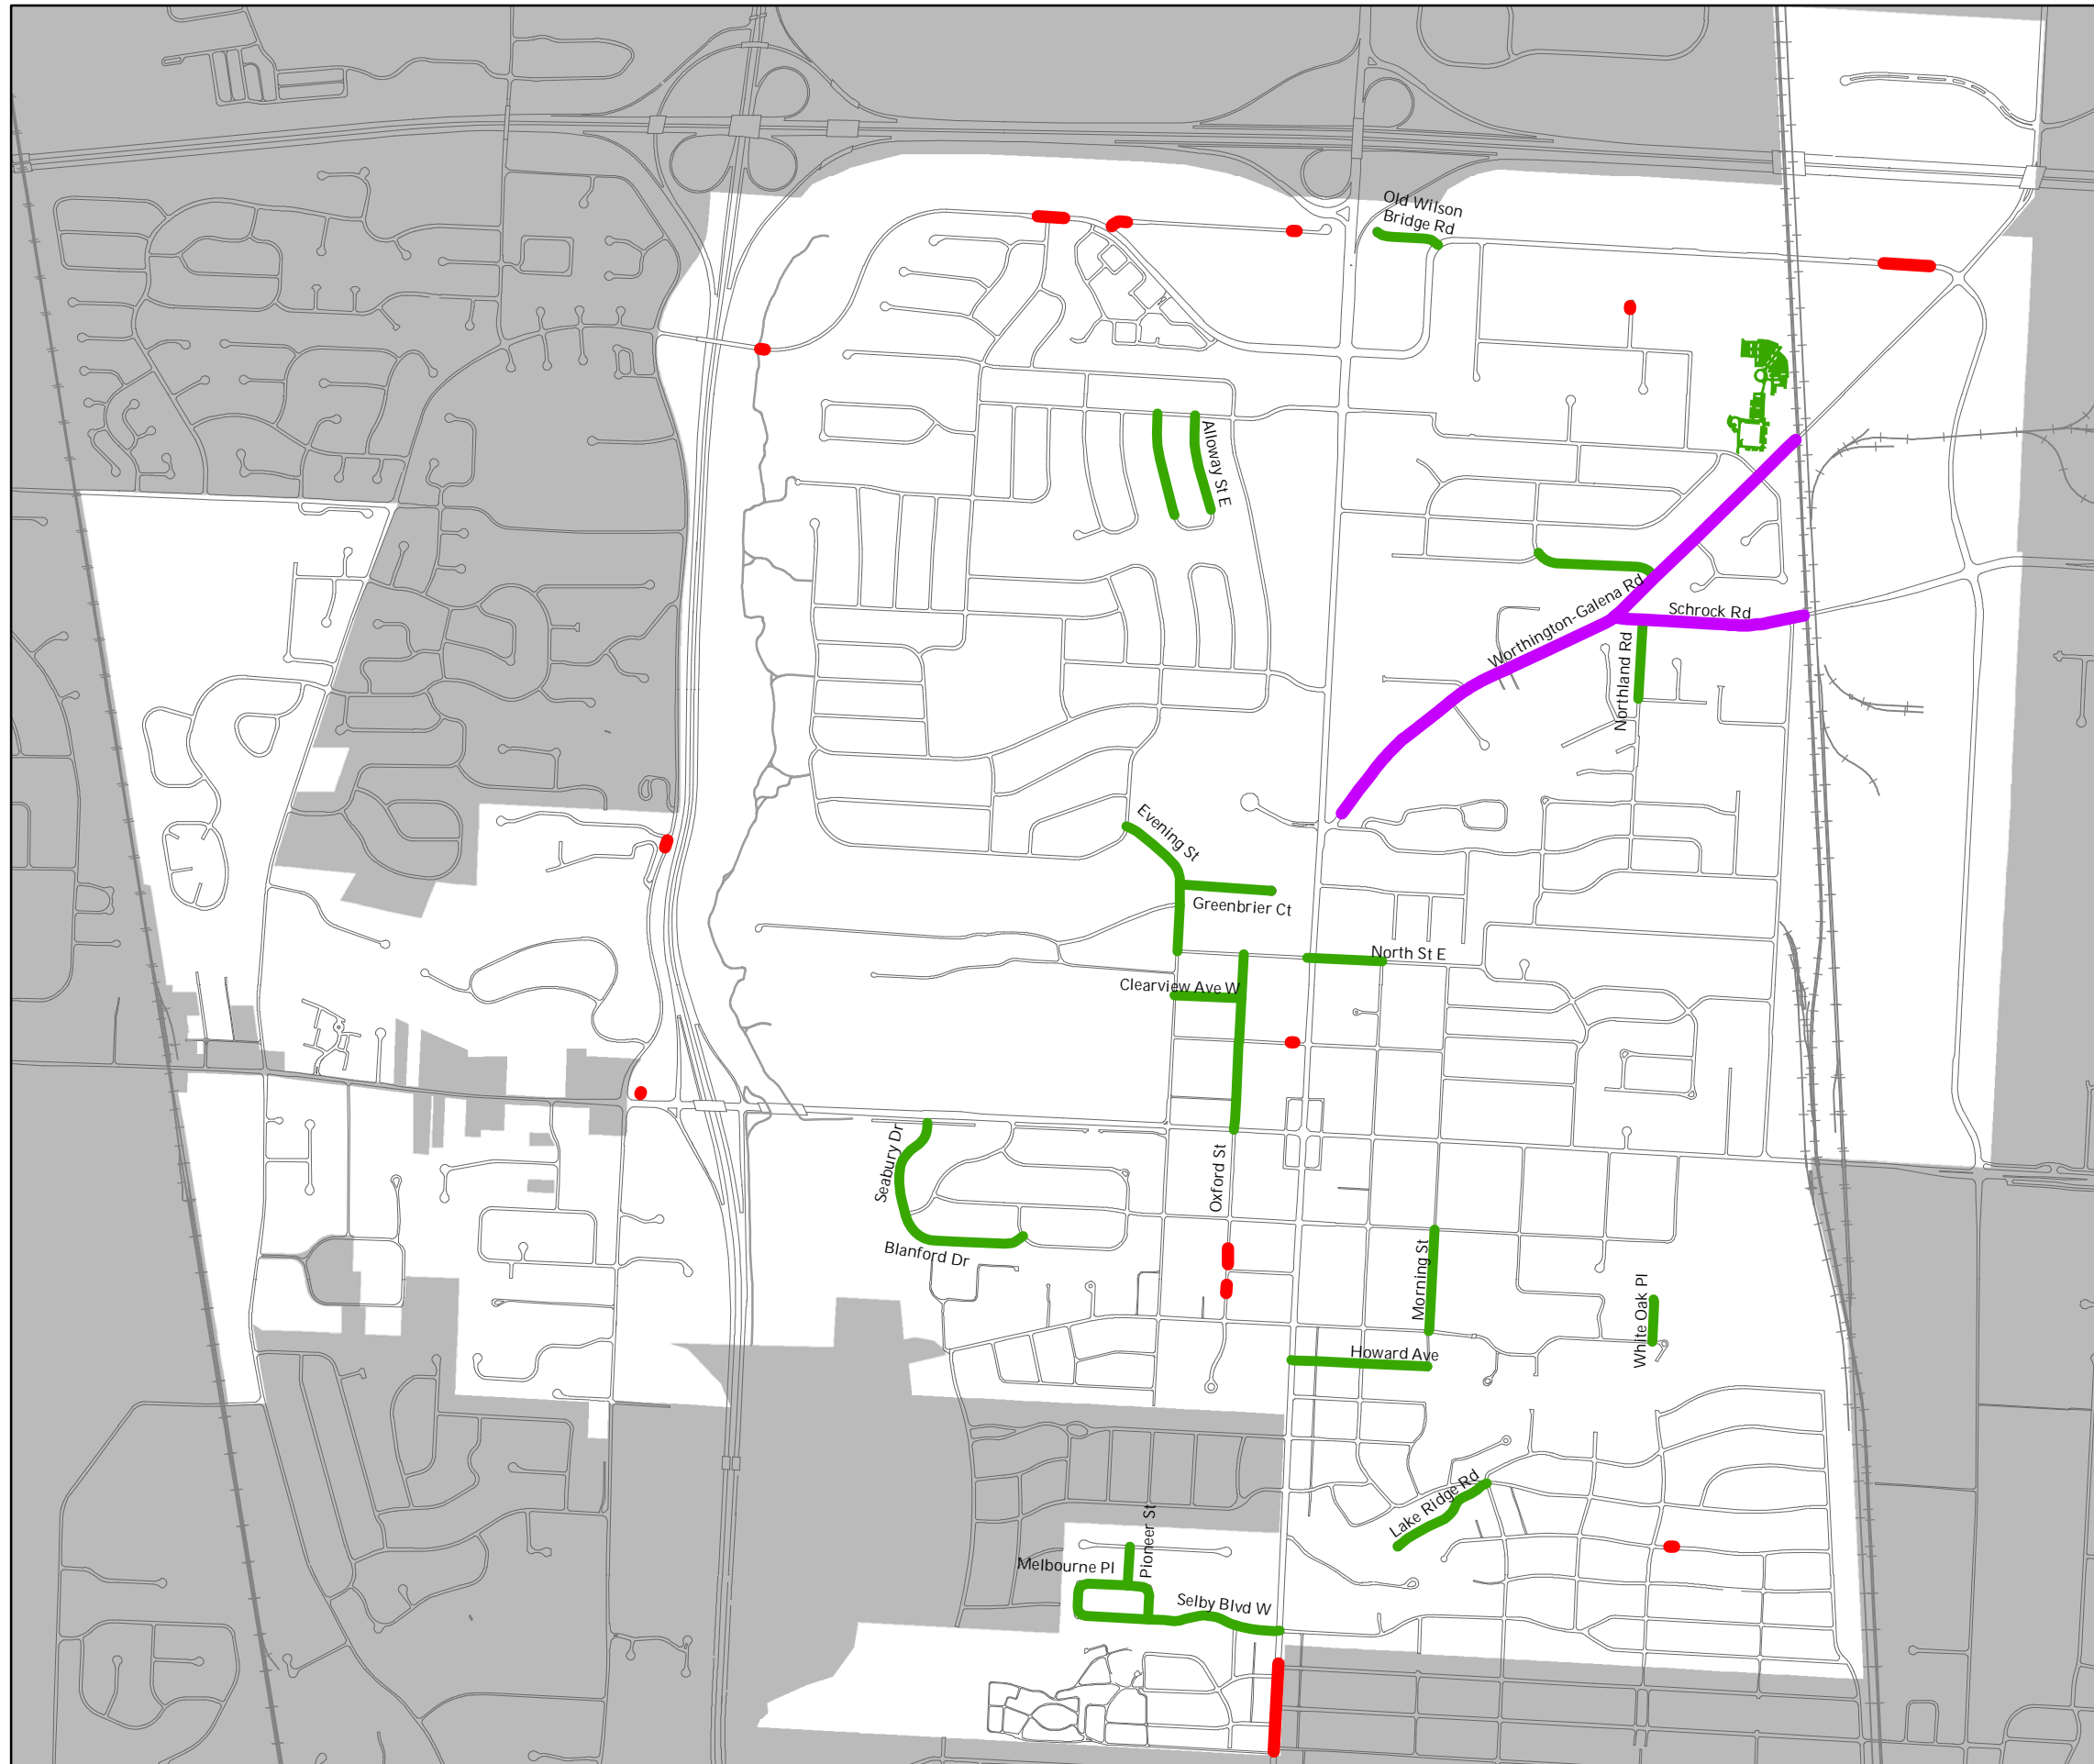 Old Wilson
Bridge Rd
Alloway St E
Worthington-Galena Rd
Schrock Rd
Northland Rd
Evening St
Greenbrier Ct
North St E
Clearview Ave W
Seabury Dr
Oxford St
Blanford Dr
Morning St
White Oak Pl
Howard Ave
Lake Ridge Rd
Pioneer St
Melbourne Pl
Selby Blvd W